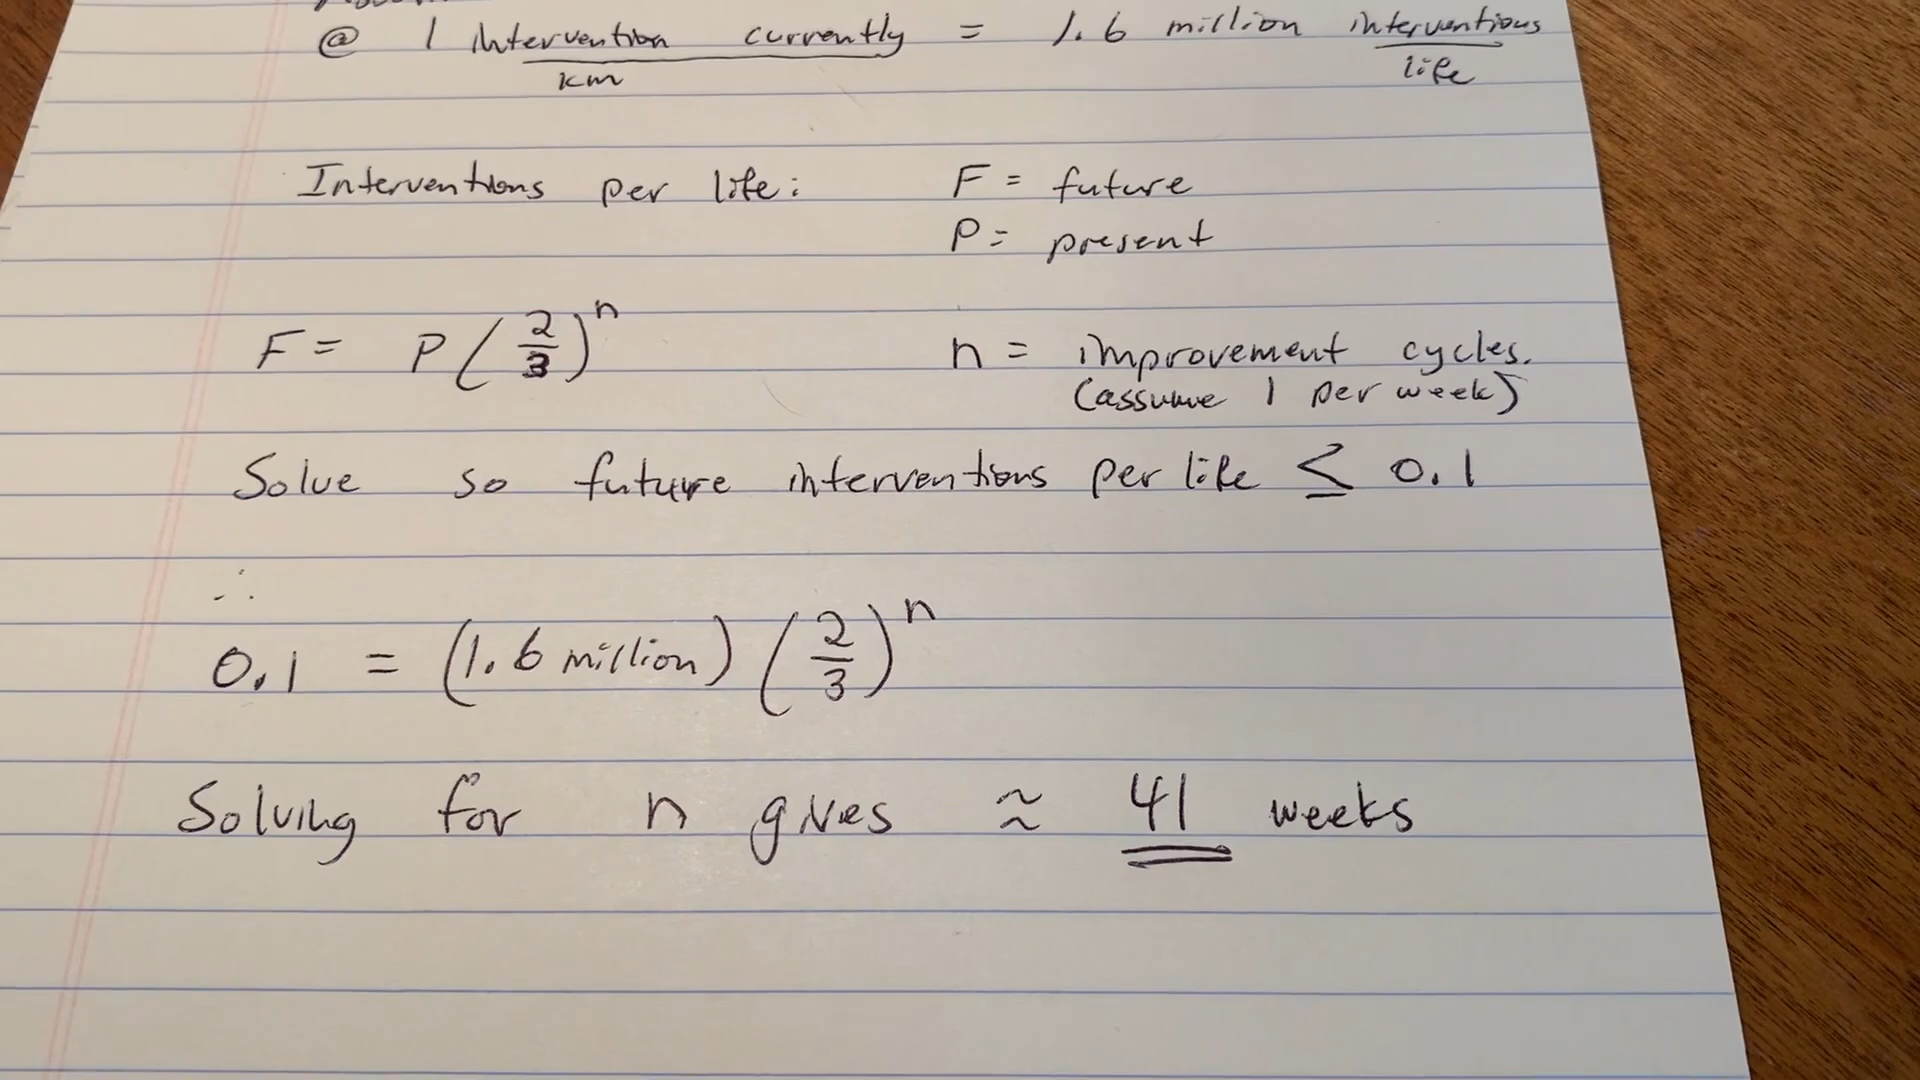 @ 1 intervention currently = 1.6 million interventions
km life
Interventions per life: F = future
P = present
F = P (2/3)^n n = improvement cycles.
(assume 1 per week)
Solve so future interventions per life ≤ 0.1
∴
0.1 = (1.6 million) (2/3)^n
Solving for n gives ≈ 41 weeks